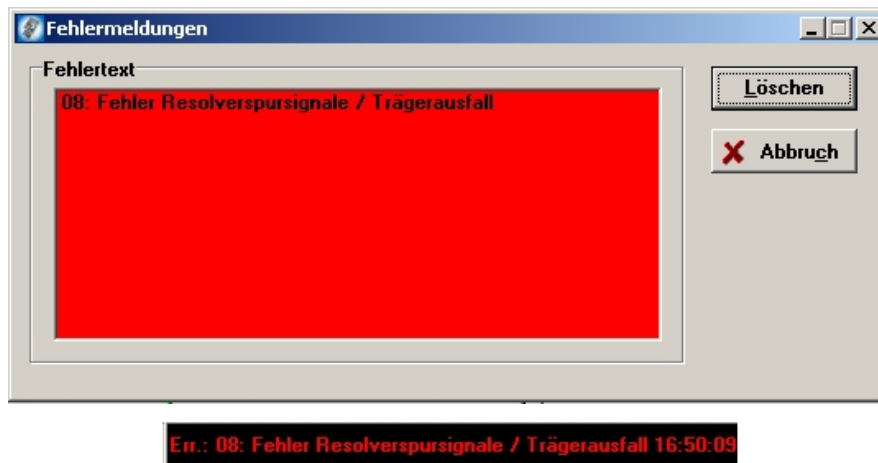 Fehlermeldungen
Fehlertext
08: Fehler Resolverspursignale / Trägerausfall
Löschen
Abbruch
Err.: 08: Fehler Resolverspursignale / Trägerausfall 16:50:09